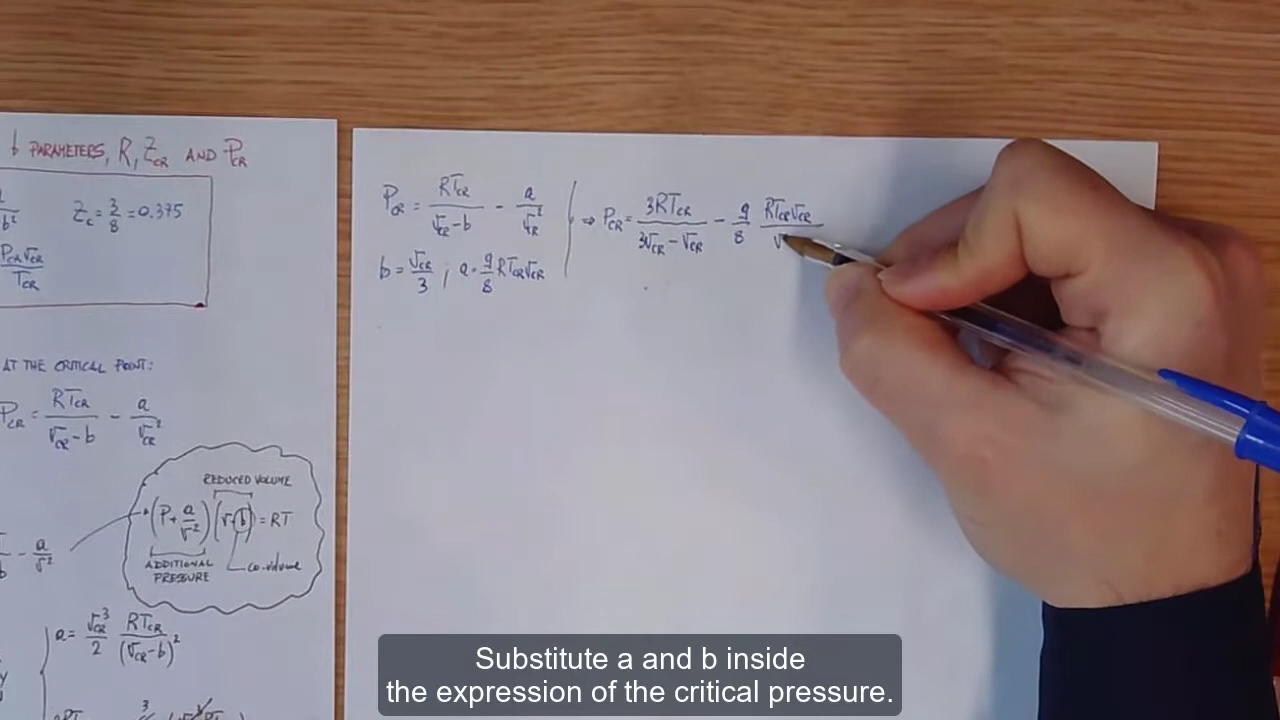 b PARAMETERS, R, Z_CR AND P_CR
b²
Z_C = 3/8 = 0.375
P_CR v_CR / T_CR
AT THE CRITICAL POINT:
P_CR = RT_CR / (v_CR - b) - a / v_CR²
REDUCED VOLUME
(P + a/v²)(v-b) = RT
ADDITIONAL
PRESSURE
co-volume
b - a/v²
a = v_CR³/2 RT_CR / (v_CR - b)²
P_CR = RT_CR / (v_CR - b) - a / v_CR² ⇒ P_CR = 3RT_CR / (3v_CR - v_CR) - 9/8 RT_CR v_CR / v
b = v_CR/3 ; a = 9/8 RT_CR v_CR
Substitute a and b inside
the expression of the critical pressure.